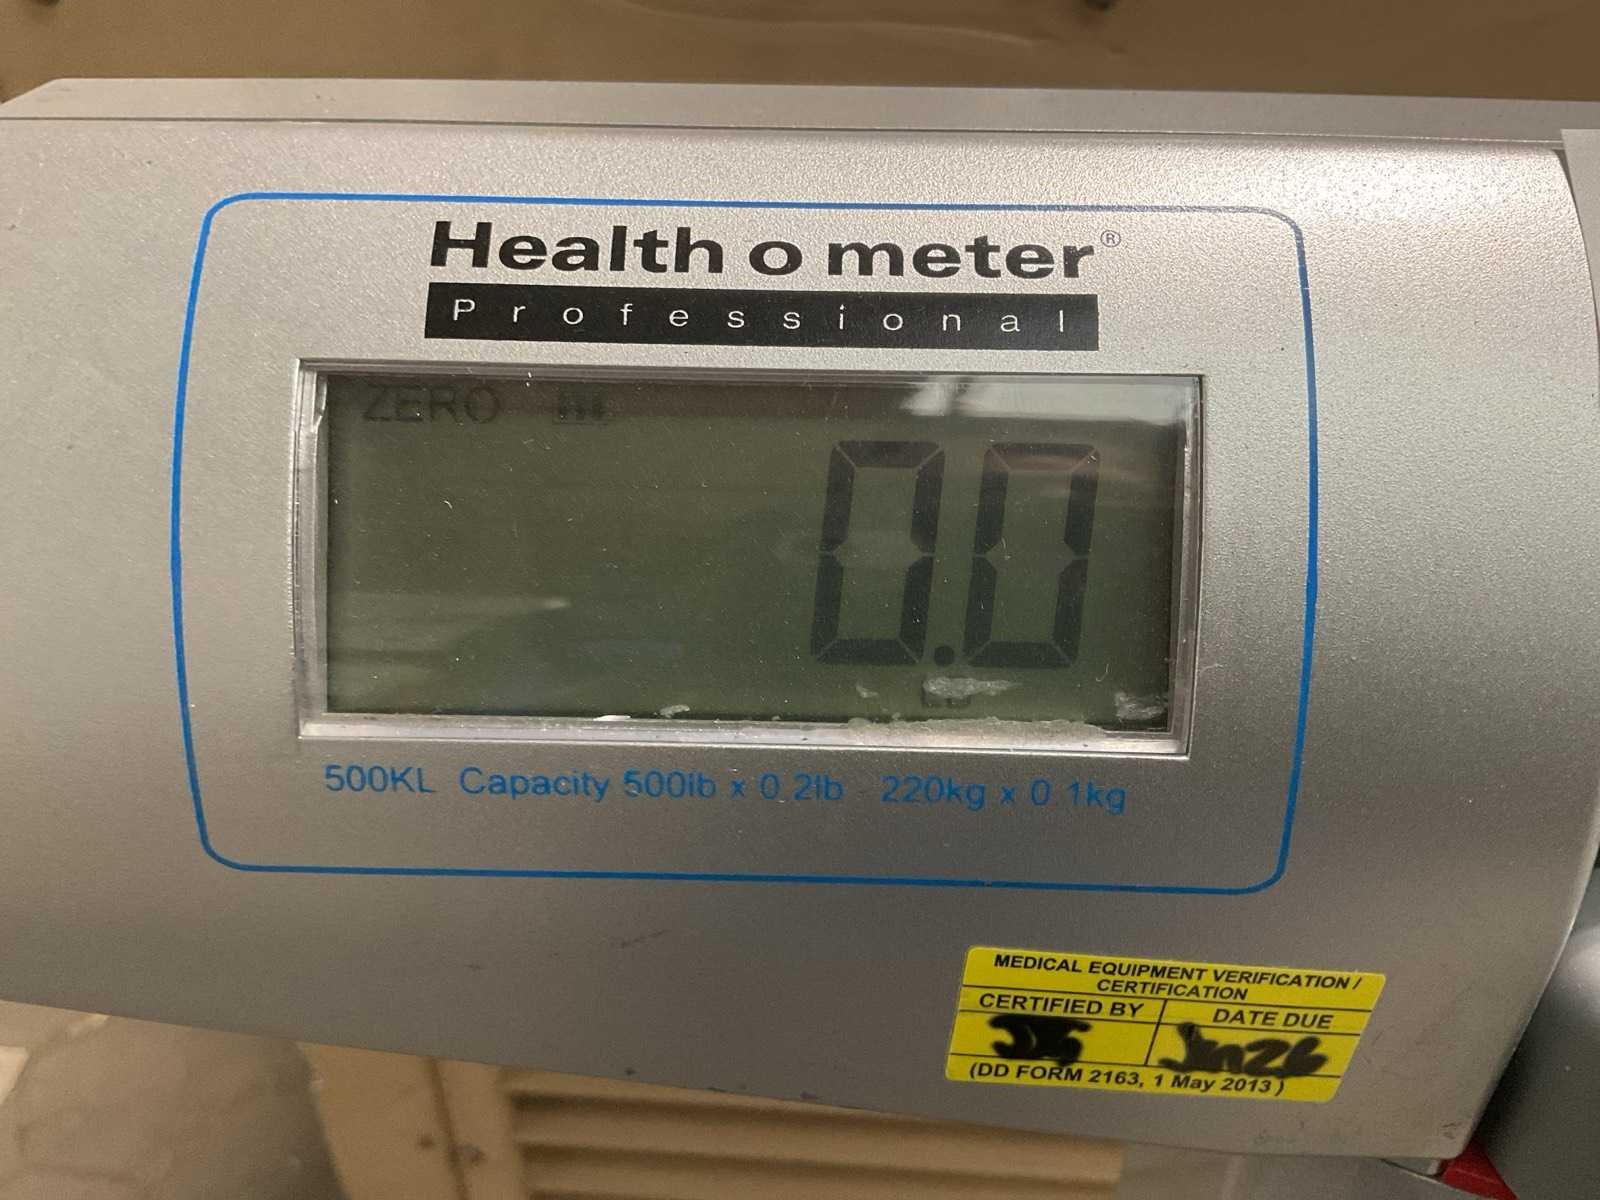 Health o meter®
Professional
ZERO
0.0
500KL Capacity 500lb x 0.2lb 220kg x 0.1kg
MEDICAL EQUIPMENT VERIFICATION /
CERTIFICATION
CERTIFIED BY DATE DUE
(DD FORM 2163, 1 May 2013)